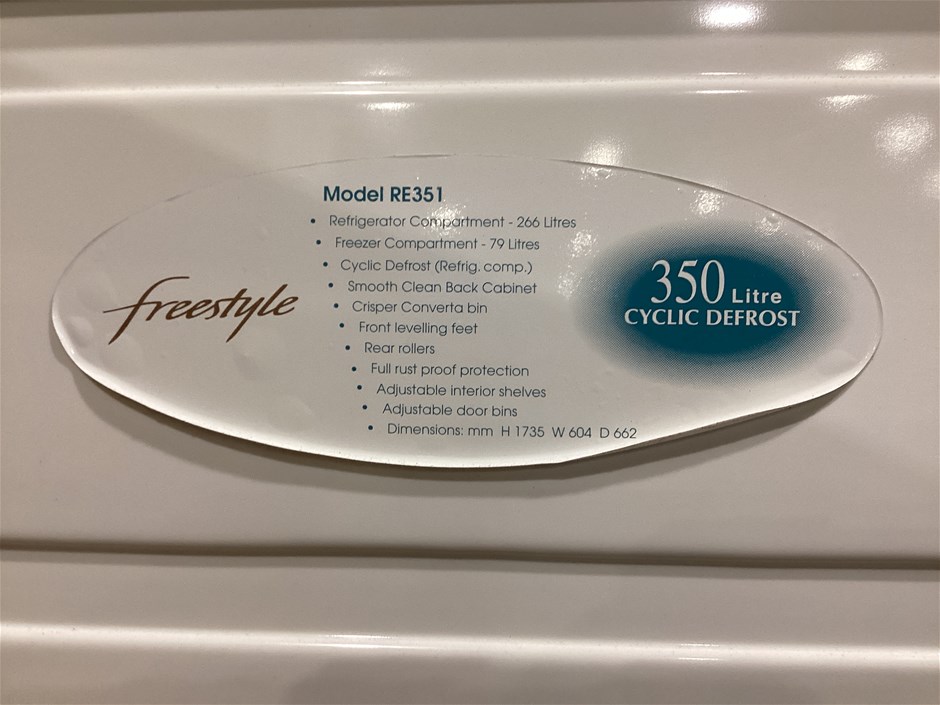 freestyle
Model RE351
• Refrigerator Compartment - 266 Litres
• Freezer Compartment - 79 Litres
• Cyclic Defrost (Refrig. comp.)
• Smooth Clean Back Cabinet
• Crisper Converta bin
• Front levelling feet
• Rear rollers
• Full rust proof protection
• Adjustable interior shelves
• Adjustable door bins
• Dimensions: mm H 1735 W 604 D 662
350 Litre
CYCLIC DEFROST